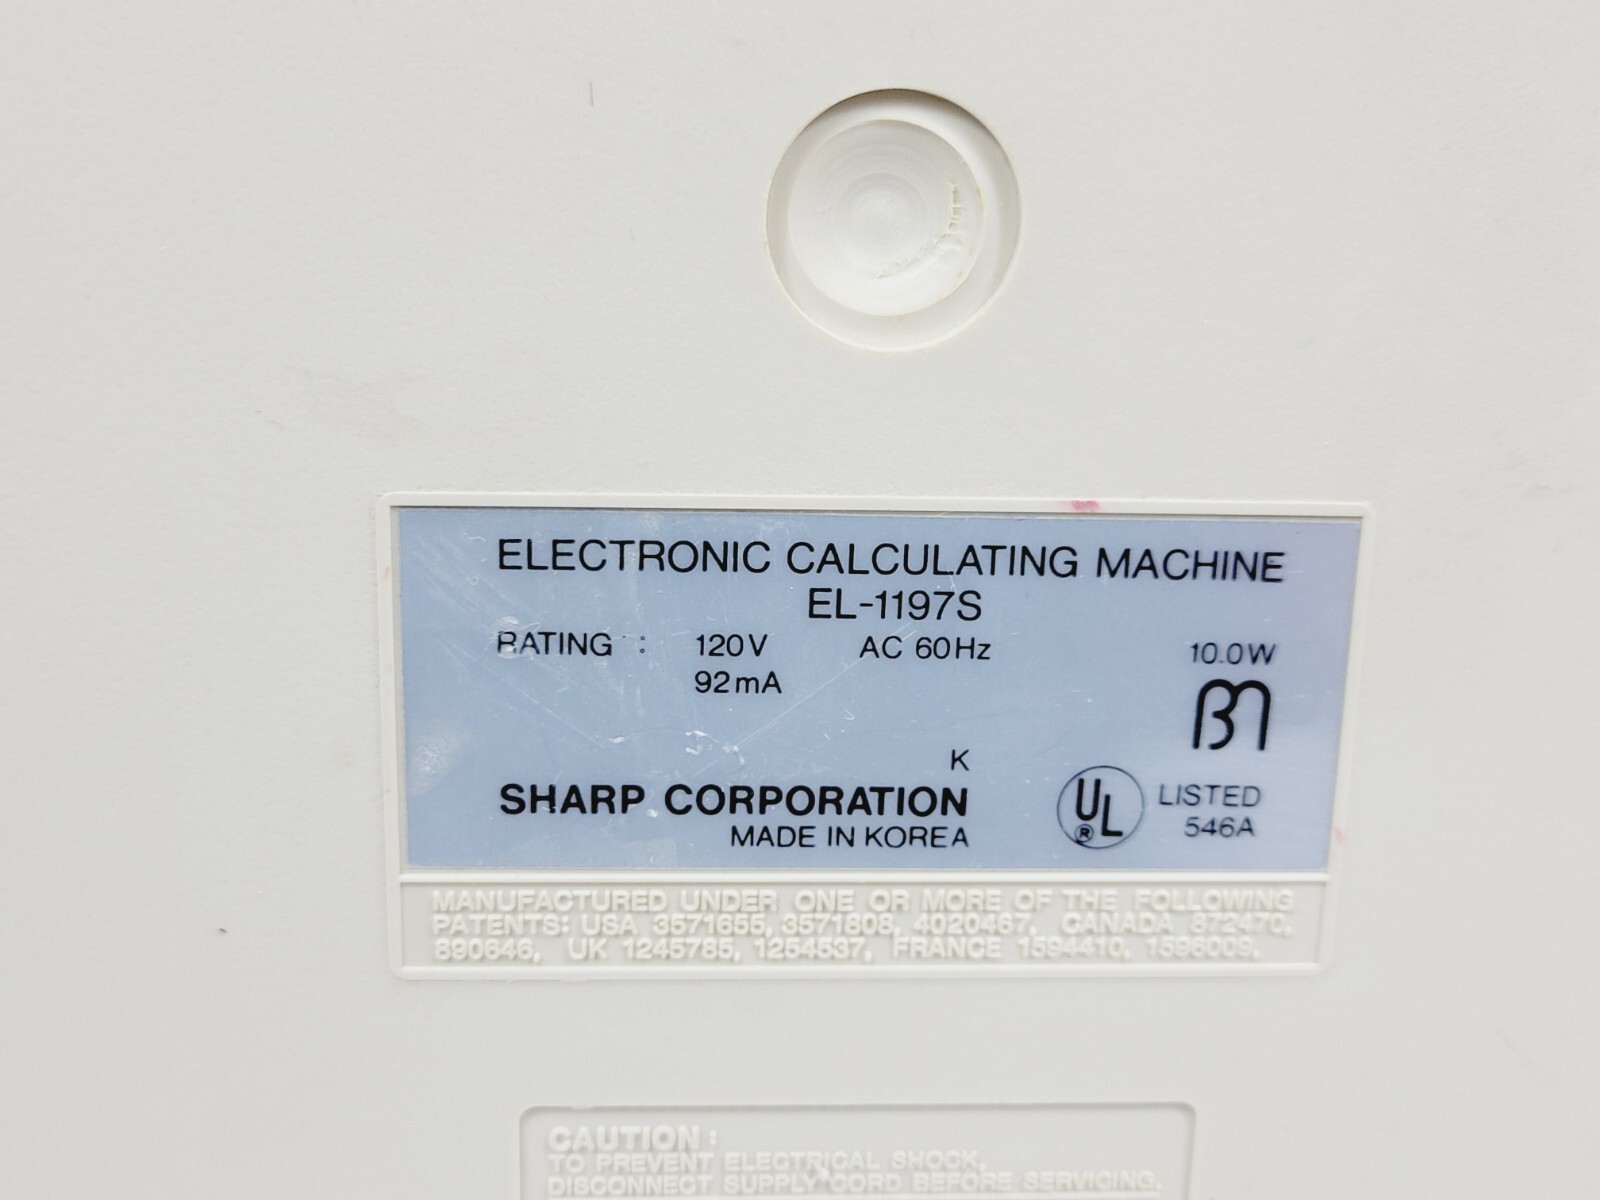 ELECTRONIC CALCULATING MACHINE
EL-1197S
RATING : 120V AC 60Hz 10.0W
92mA
K
SHARP CORPORATION
MADE IN KOREA
UL ® LISTED
546A
MANUFACTURED UNDER ONE OR MORE OF THE FOLLOWING
PATENTS: USA 3571655, 3571808, 4020467, CANADA 872470,
890646, UK 1245785, 1254537, FRANCE 1594410, 1596009.
CAUTION :
TO PREVENT ELECTRICAL SHOCK,
DISCONNECT SUPPLY CORD BEFORE SERVICING.